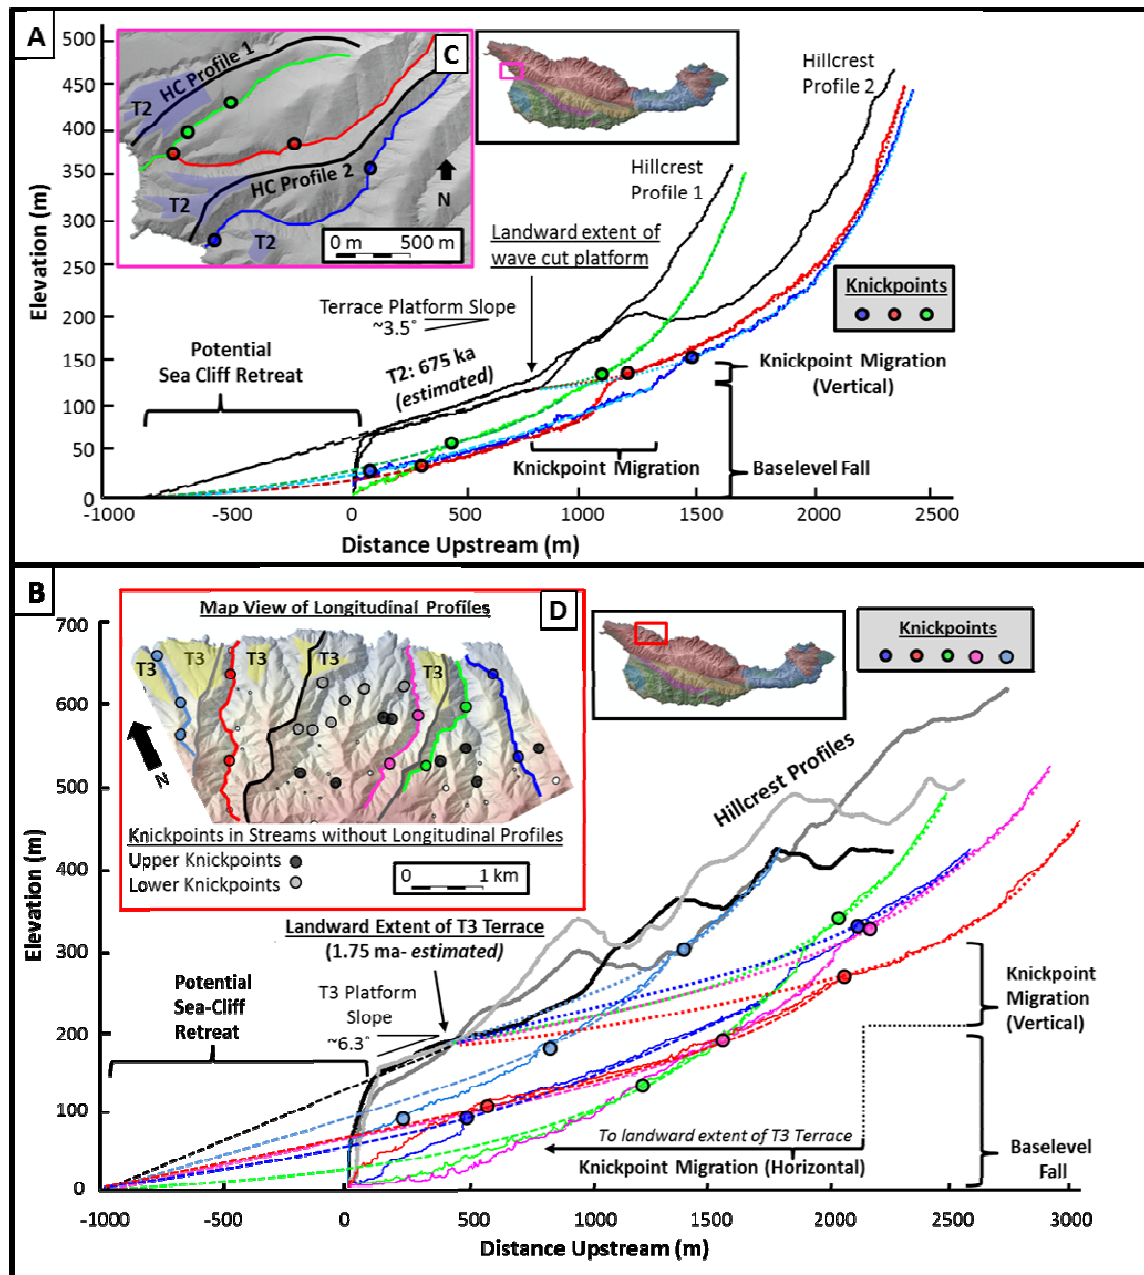 A
C
HC Profile 1
T2
T2
HC Profile 2
T2
N
0 m 500 m
Hillcrest
Profile 2
Hillcrest
Profile 1
Landward extent of
wave cut platform
Terrace Platform Slope
~3.5°
Knickpoints
Potential
Sea Cliff Retreat
T2: 675 ka
(estimated)
Knickpoint Migration
(Vertical)
Knickpoint Migration
Baselevel Fall
Elevation (m)
500
450
400
350
300
250
200
150
100
50
0
-1000 -500 0 500 1000 1500 2000 2500
Distance Upstream (m)
B
Map View of Longitudinal Profiles
D
T3 T3 T3 T3 T3
N
Knickpoints in Streams without Longitudinal Profiles
Upper Knickpoints
Lower Knickpoints
0 1 km
Knickpoints
Hillcrest Profiles
Landward Extent of T3 Terrace
(1.75 ma- estimated)
T3 Platform
Slope
~6.3°
Potential
Sea-Cliff
Retreat
Knickpoint
Migration
(Vertical)
To landward extent of T3 Terrace
Knickpoint Migration (Horizontal)
Baselevel
Fall
Elevation (m)
700
600
500
400
300
200
100
0
-1000 -500 0 500 1000 1500 2000 2500 3000
Distance Upstream (m)